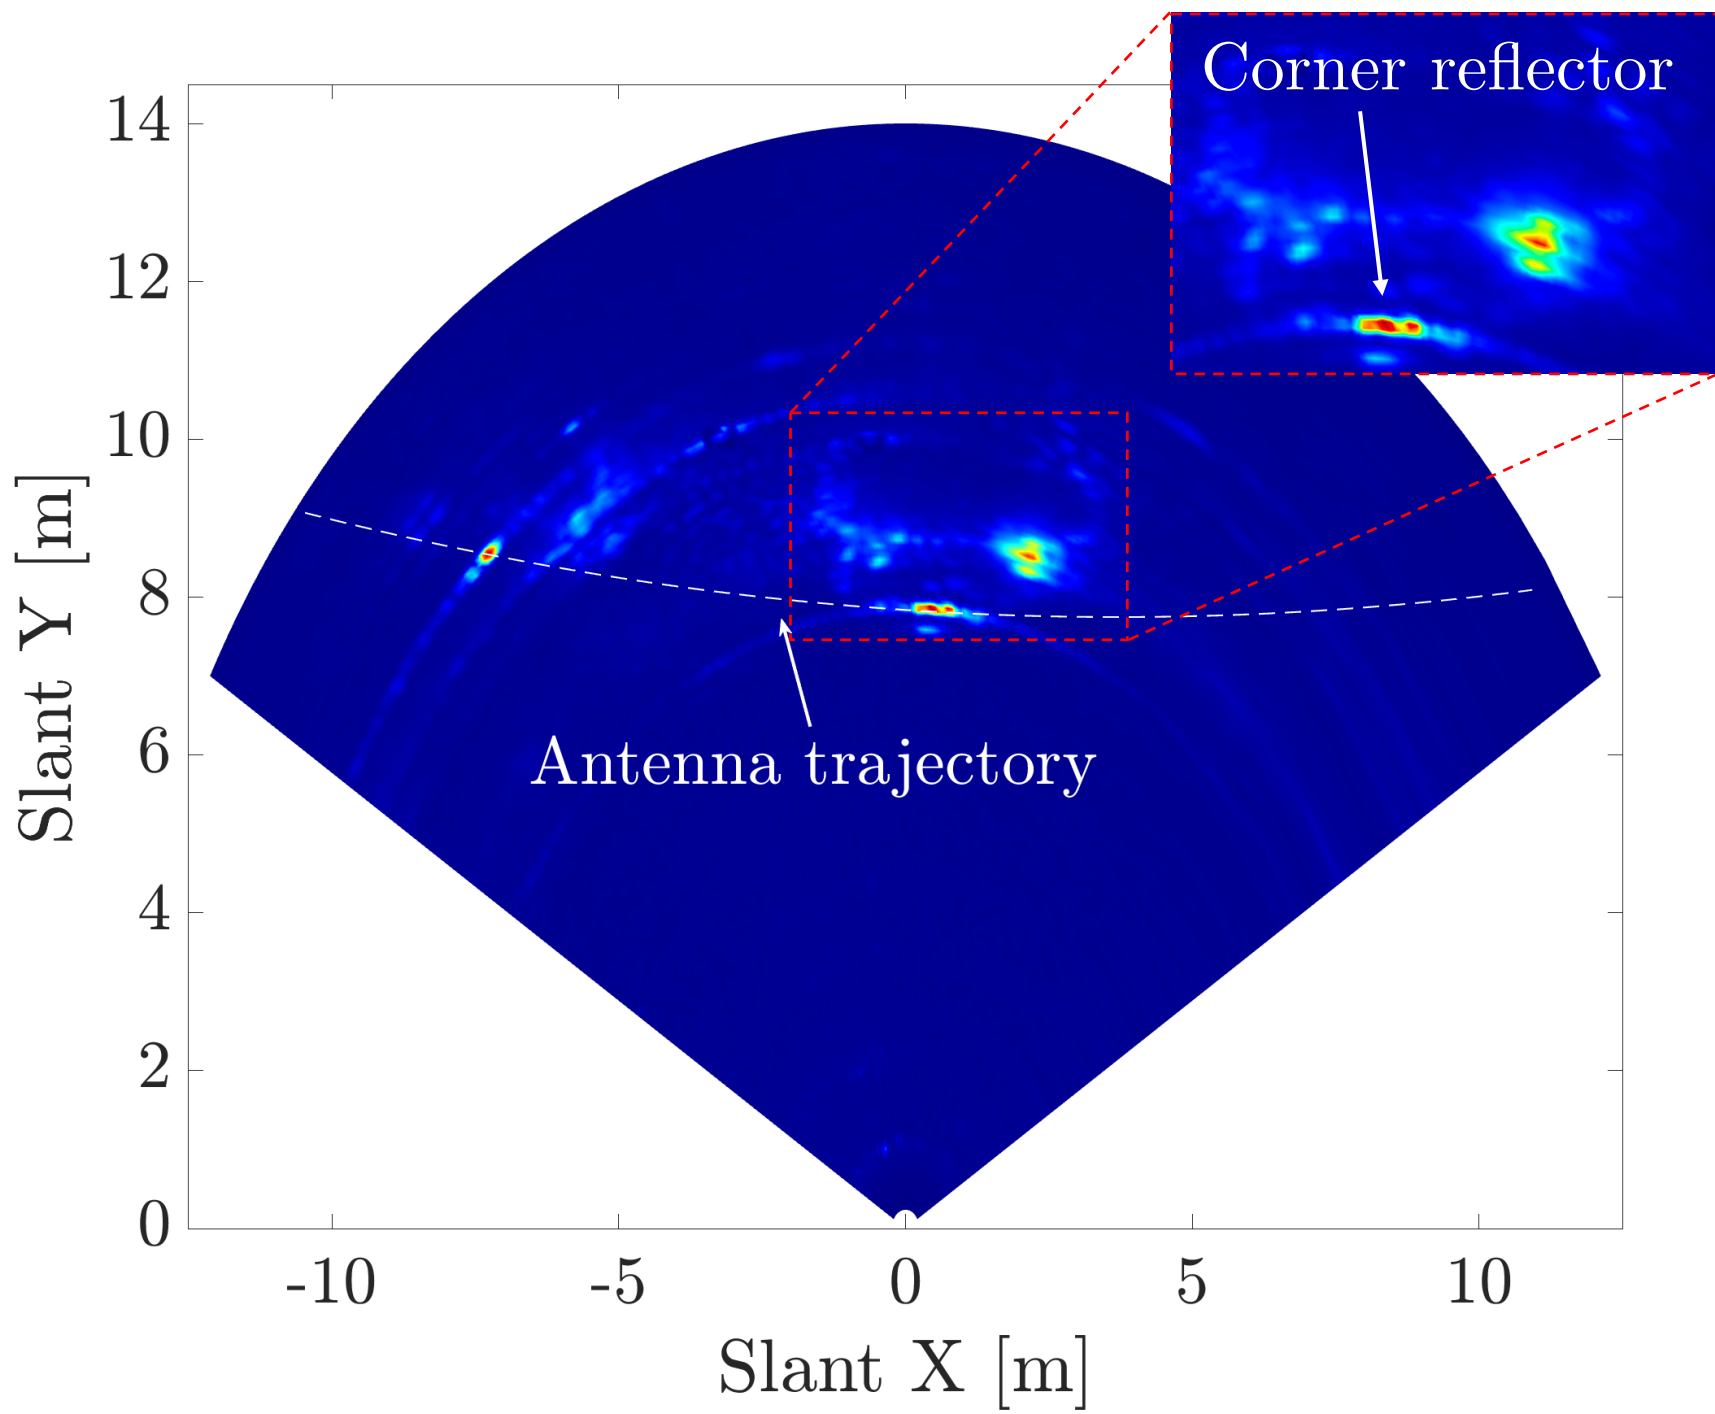 Corner reflector
14
12
10
8
6
4
2
0
Slant Y [m]
Antenna trajectory
-10 -5 0 5 10
Slant X [m]